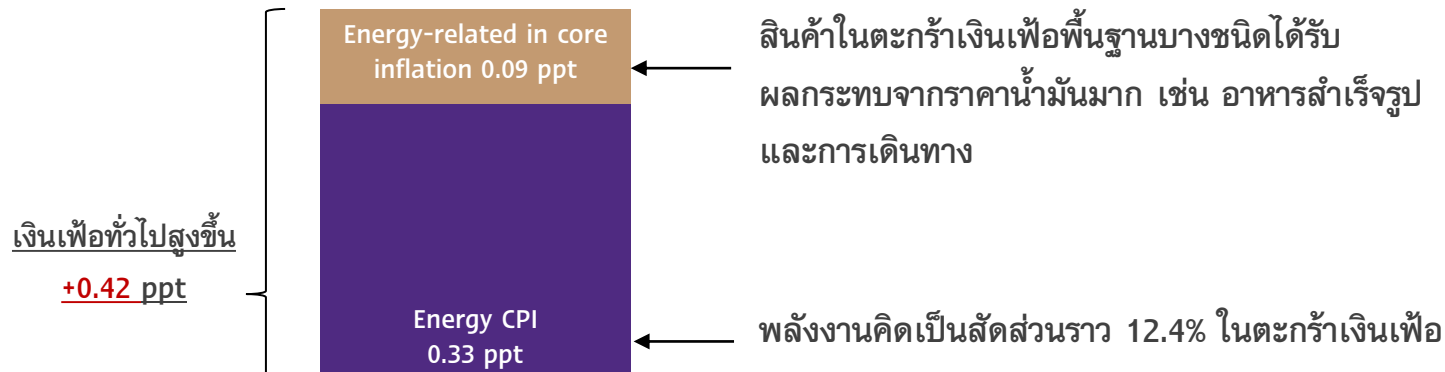 Energy-related in core
inflation 0.09 ppt
สินค้าในตะกร้าเงินเฟ้อพื้นฐานบางชนิดได้รับ
ผลกระทบจากราคาน้ำมันมาก เช่น อาหารสำเร็จรูป
และการเดินทาง
เงินเฟ้อทั่วไปสูงขึ้น
+0.42 ppt
Energy CPI
0.33 ppt
พลังงานคิดเป็นสัดส่วนราว 12.4% ในตะกร้าเงินเฟ้อ